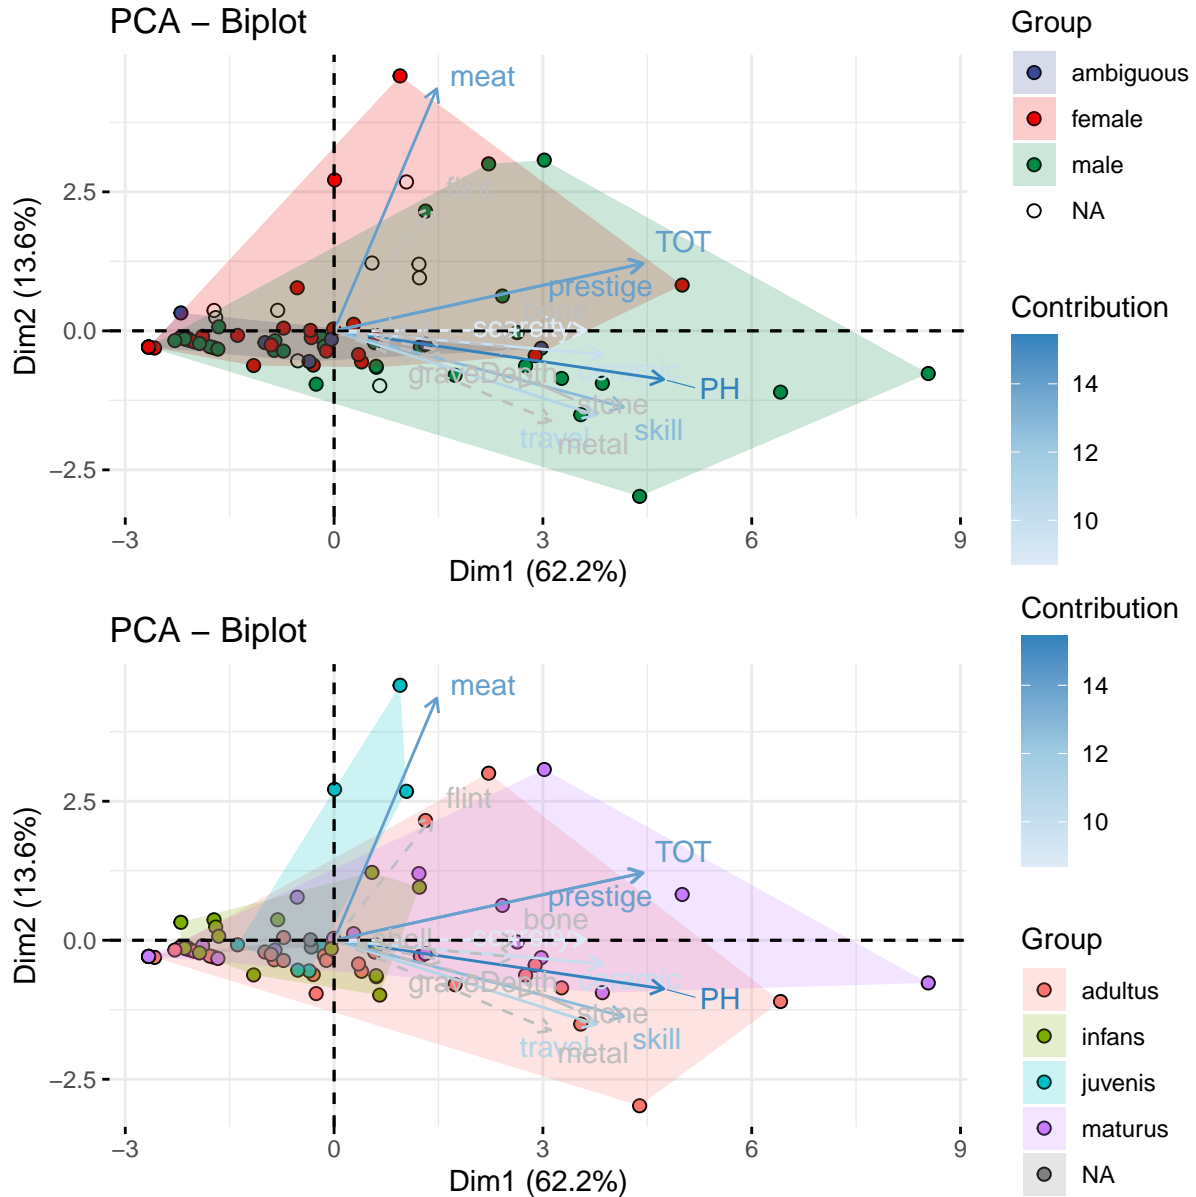 PCA – Biplot
Group
ambiguous
female
male
NA
Contribution
14
12
10
meat
flint
TOT
prestige
scarcity
graveDepth
PH
stone
skill
travel
metal
2.5
0.0
−2.5
−3
0
3
6
9
Dim1 (62.2%)
Dim2 (13.6%)
PCA – Biplot
Contribution
14
12
10
Group
adultus
infans
juvenis
maturus
NA
meat
flint
TOT
prestige
bone
scarcity
graveDepth
PH
stone
skill
travel
metal
2.5
0.0
−2.5
−3
0
3
6
9
Dim1 (62.2%)
Dim2 (13.6%)